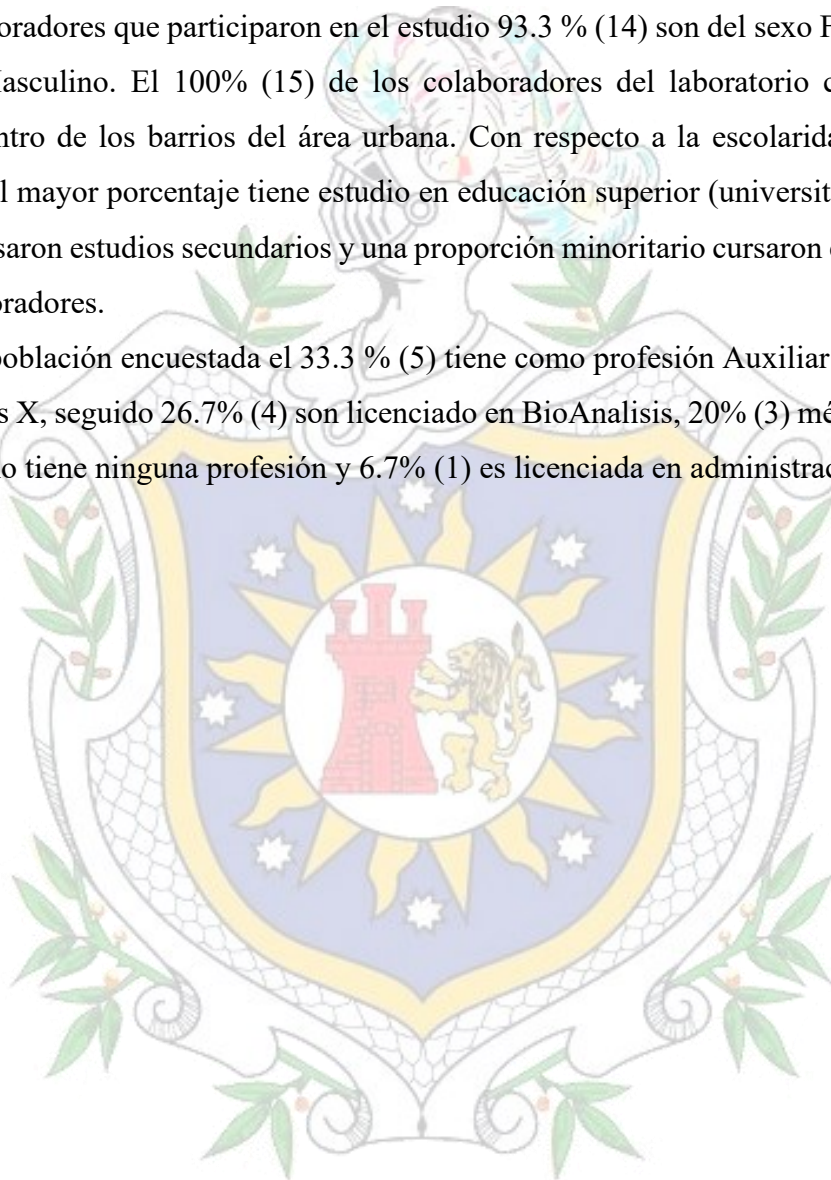 oradores que participaron en el estudio 93.3 % (14) son del sexo F
asculino. El 100% (15) de los colaboradores del laboratorio c
ntro de los barrios del área urbana. Con respecto a la escolarida
l mayor porcentaje tiene estudio en educación superior (universit
saron estudios secundarios y una proporción minoritario cursaron
oradores.
oblación encuestada el 33.3 % (5) tiene como profesión Auxiliar
s X, seguido 26.7% (4) son licenciado en BioAnalisis, 20% (3) mé
o tiene ninguna profesión y 6.7% (1) es licenciada en administrac